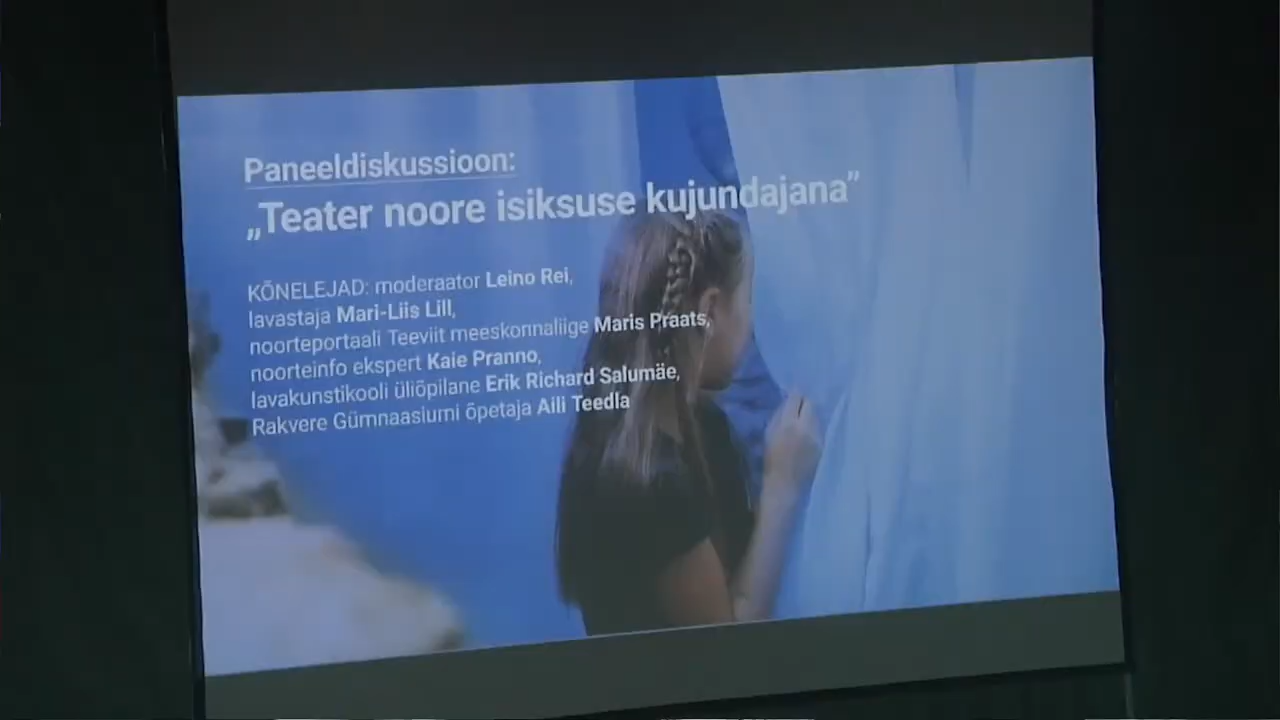 Paneeldiskussioon:
„Teater noore isiksuse kujundajana”
KÕNELEJAD: moderaator Leino Rei,
lavastaja Mari-Liis Lill,
noorteportaali Teeviit meeskonnaliige Maris Praats,
noorteinfo ekspert Kaie Pranno,
lavakunstikooli üliõpilane Erik Richard Salumäe,
Rakvere Gümnaasiumi õpetaja Aili Teedla